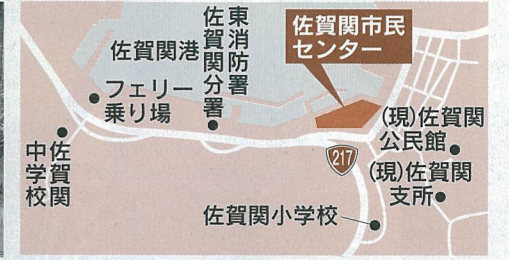 佐賀関市民
センター
東消防署
佐賀関分署
佐賀関港
フェリー
乗り場
佐賀関
中学校
217
(現)佐賀関
公民館
(現)佐賀関
支所
佐賀関小学校